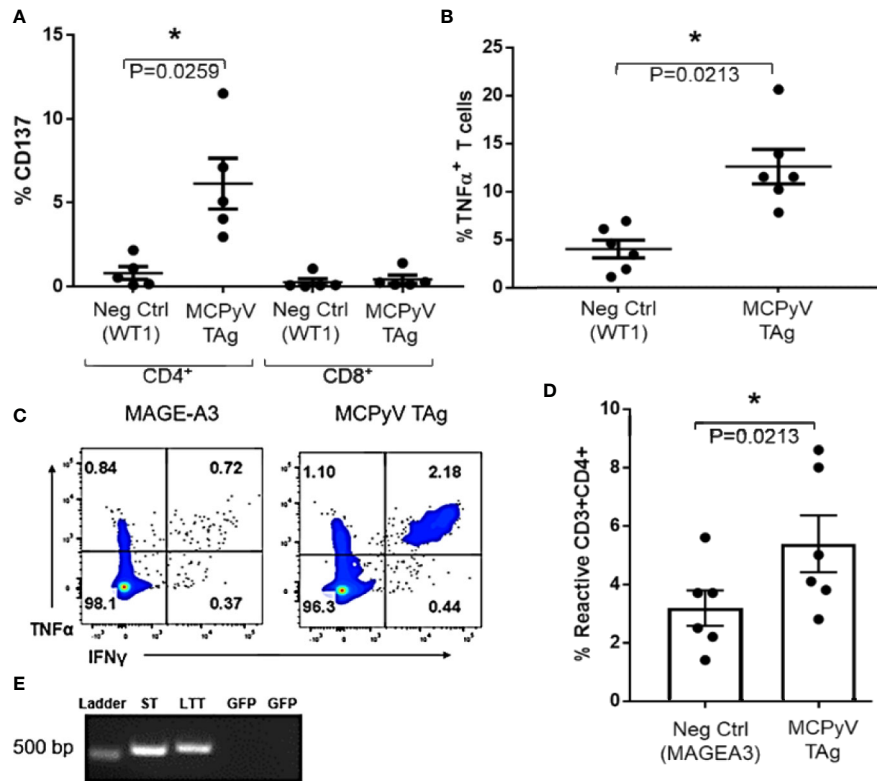 A
*
P=0.0259
% CD137
15
10
5
0
Neg Ctrl
(WT1)
MCPyV
TAg
Neg Ctrl
(WT1)
MCPyV
TAg
CD4+
CD8+
B
*
P=0.0213
% TNFα+ T cells
25
20
15
10
5
0
Neg Ctrl
(WT1)
MCPyV
TAg
C
MAGE-A3
MCPyV TAg
0.84
0.72
98.1
0.37
1.10
2.18
96.3
0.44
TNFα
IFNγ
D
*
P=0.0213
% Reactive CD3+CD4+
10
8
6
4
2
0
Neg Ctrl
(MAGEA3)
MCPyV
TAg
E
Ladder ST LTT GFP GFP
500 bp